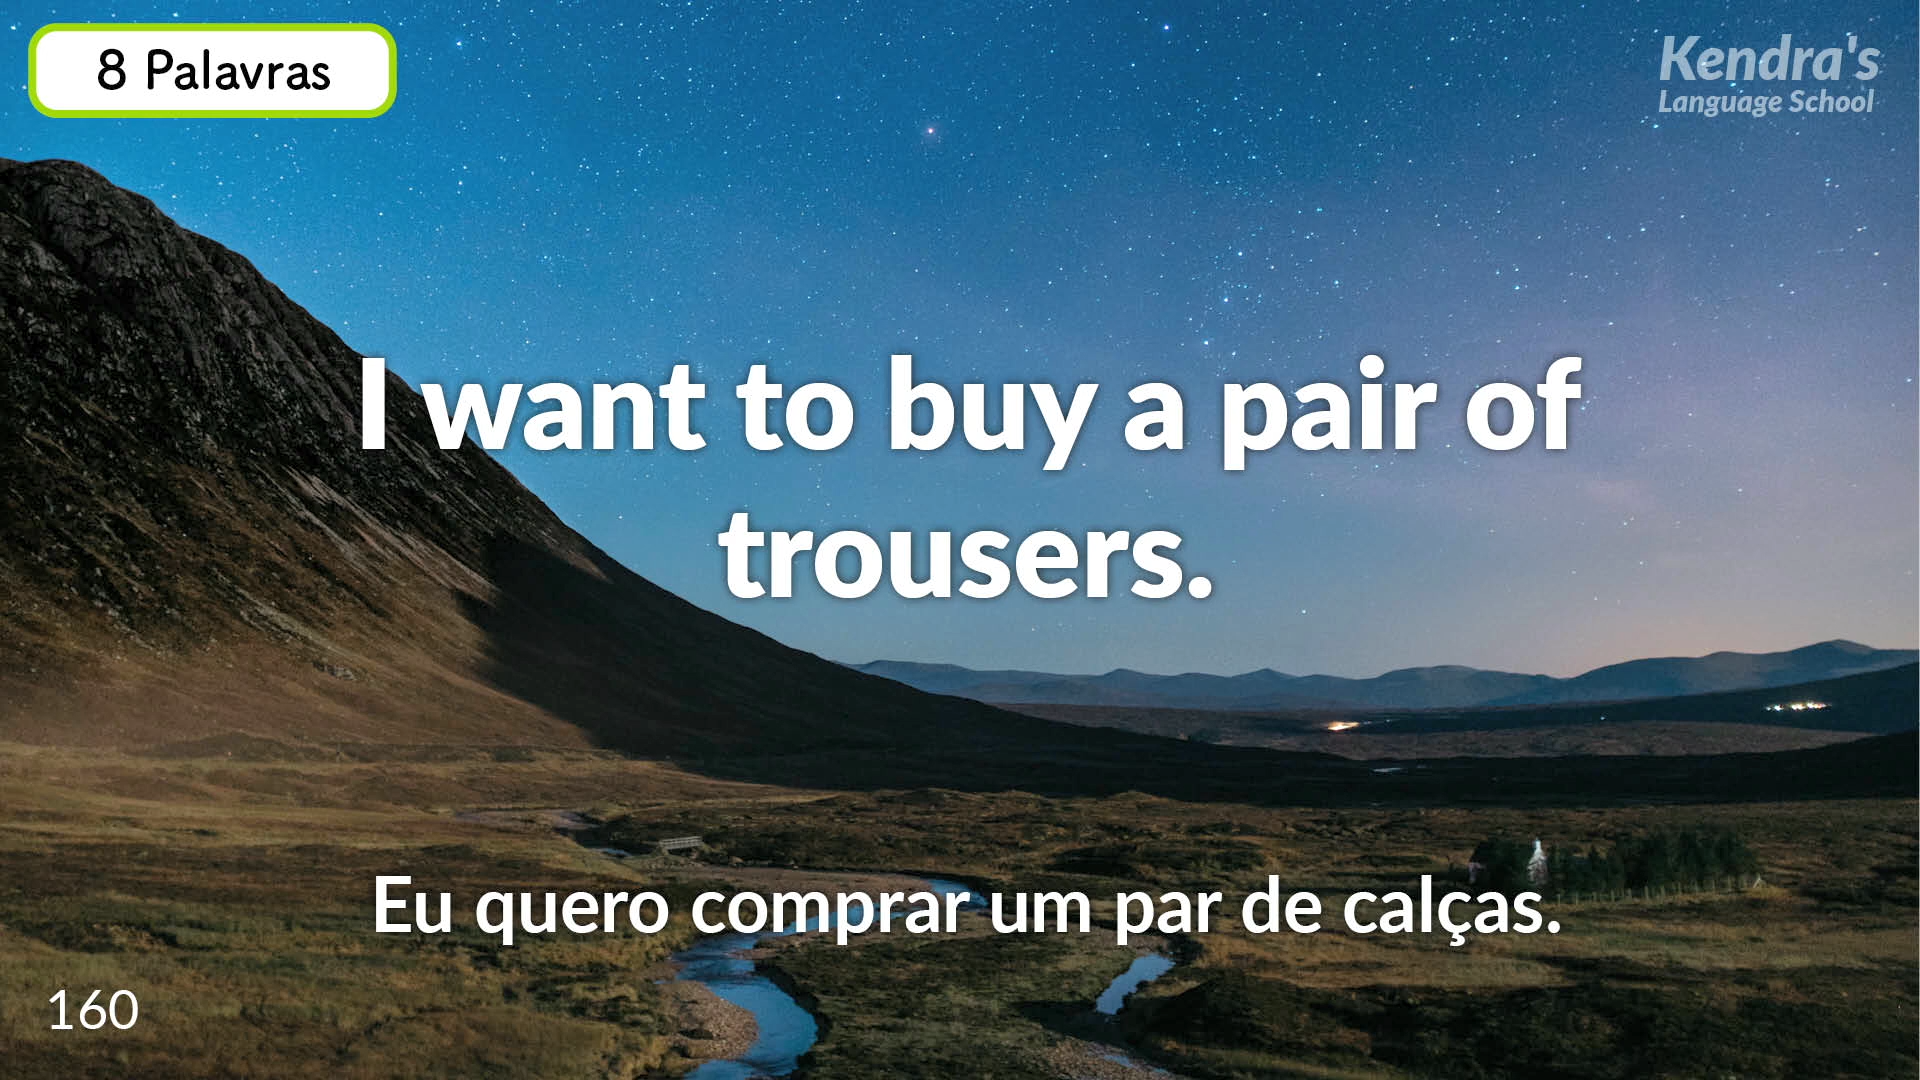 8 Palavras
Kendra's
Language School
I want to buy a pair of
trousers.
Eu quero comprar um par de calças.
160